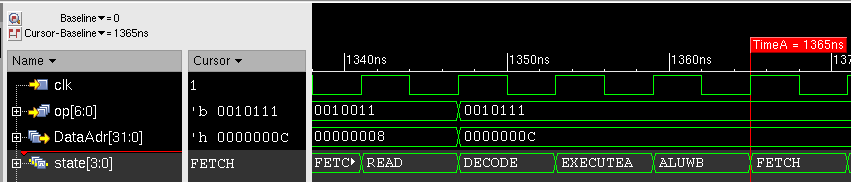 Baseline▼= 0
Cursor-Baseline▼= 1365ns
TimeA = 1365ns
1340ns 1350ns 1360ns 137
Name▼ Cursor▼
clk 1
op[6:0] 'b 0010111 0010011 0010111
DataAdr[31:0] 'h 0000000C 00000008 0000000C
state[3:0] FETCH FETC READ DECODE EXECUTEA ALUWB FETCH